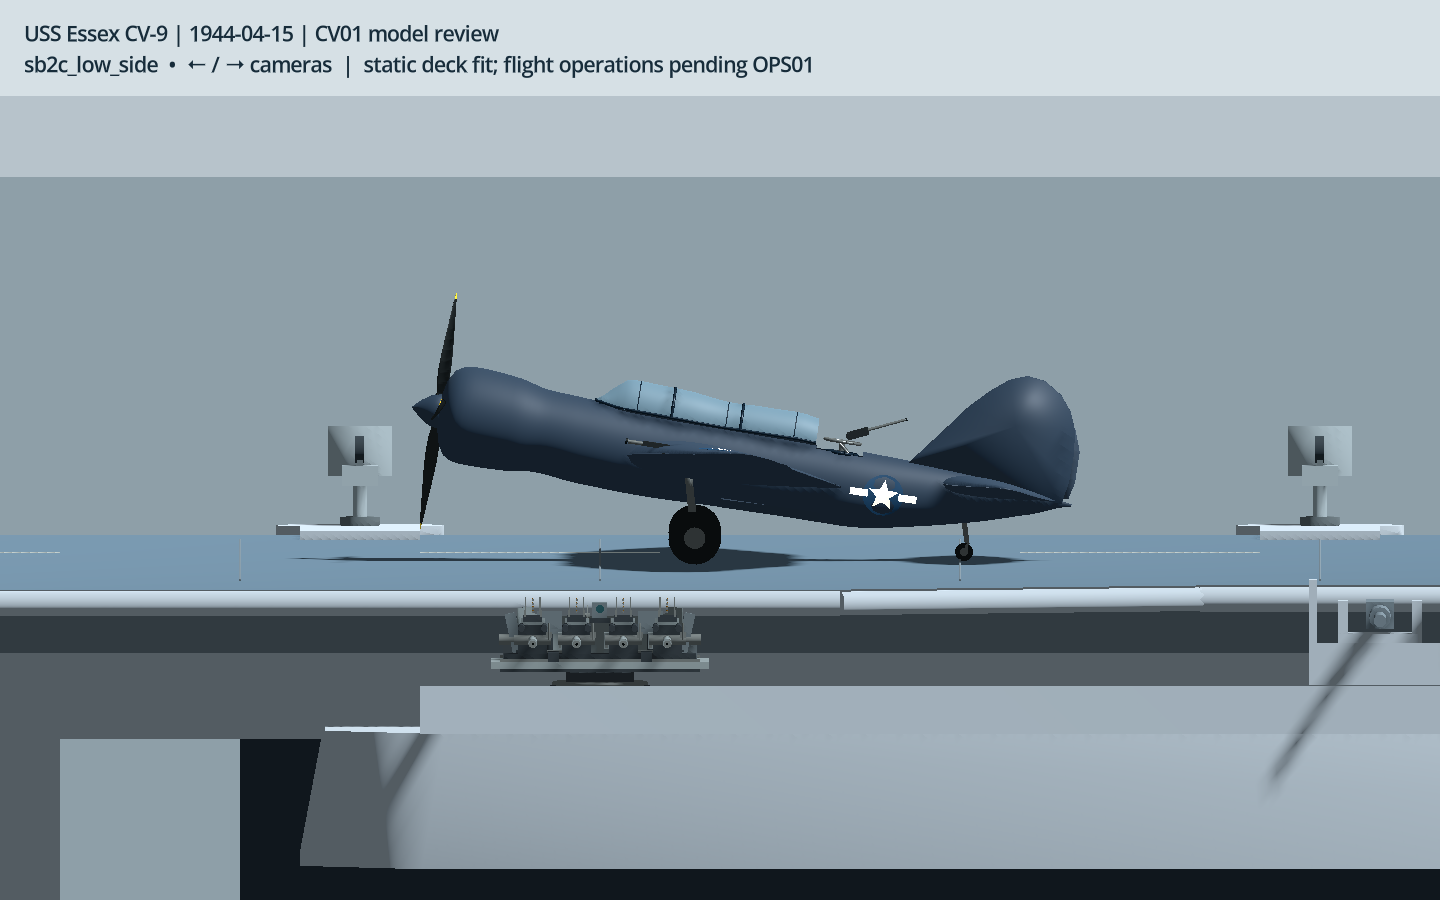 USS Essex CV-9 | 1944-04-15 | CV01 model review
sb2c_low_side • ← / → cameras | static deck fit; flight operations pending OPS01